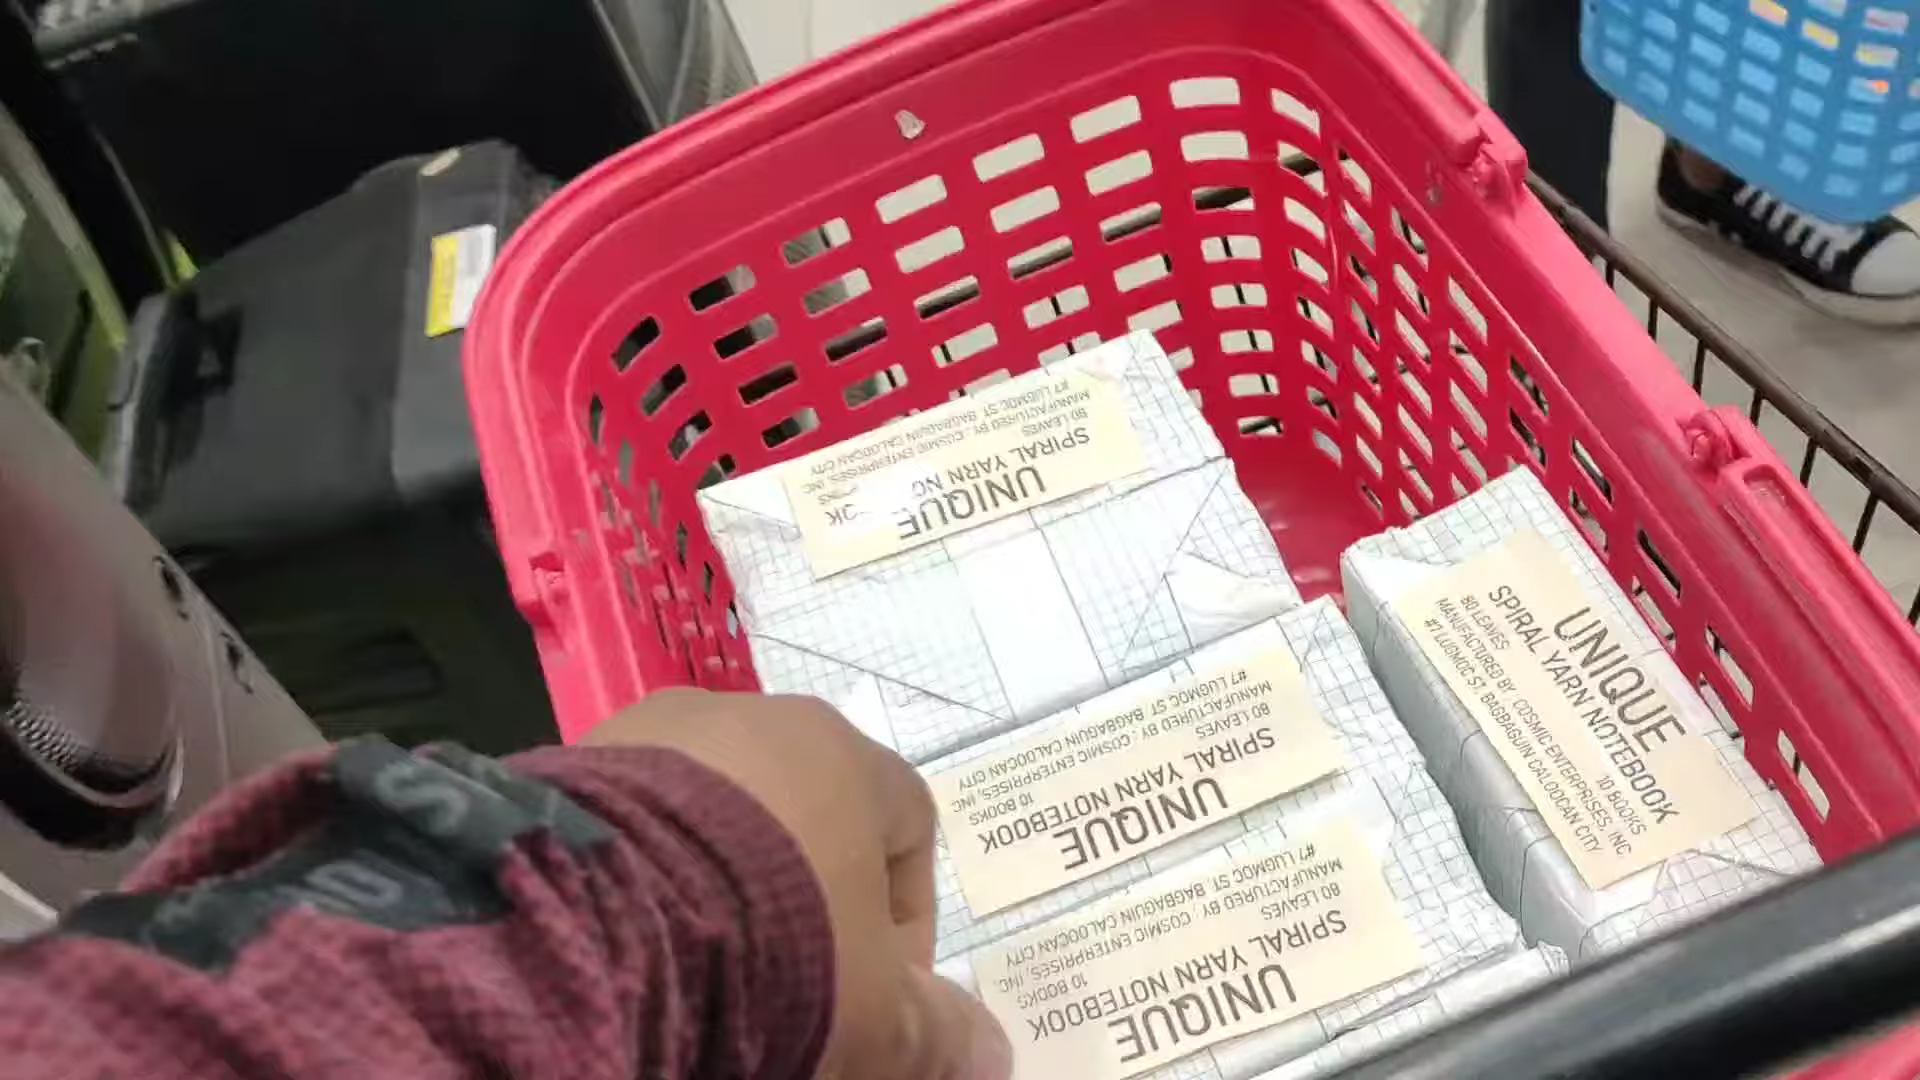 UNIQUE
SPIRAL YARN NO
OK
80 LEAVES
MANUFACTURED BY : COSMIC ENTERPRISES, INC
#7 LUGMOC ST. BAGBAGUIN CALOOCAN CITY
UNIQUE
SPIRAL YARN NOTEBOOK
80 LEAVES
10 BOOKS
MANUFACTURED BY : COSMIC ENTERPRISES, INC
#7 LUGMOC ST. BAGBAGUIN CALOOCAN CITY
UNIQUE
SPIRAL YARN NOTEBOOK
80 LEAVES
10 BOOKS
MANUFACTURED BY : COSMIC ENTERPRISES, INC.
#7 LUGMOC ST. BAGBAGUIN CALOOCAN CITY
UNIQUE
SPIRAL YARN NOTEBOOK
80 LEAVES
10 BOOKS
MANUFACTURED BY : COSMIC ENTERPRISES, INC
#7 LUGMOC ST. BAGBAGUIN CALOOCAN CITY